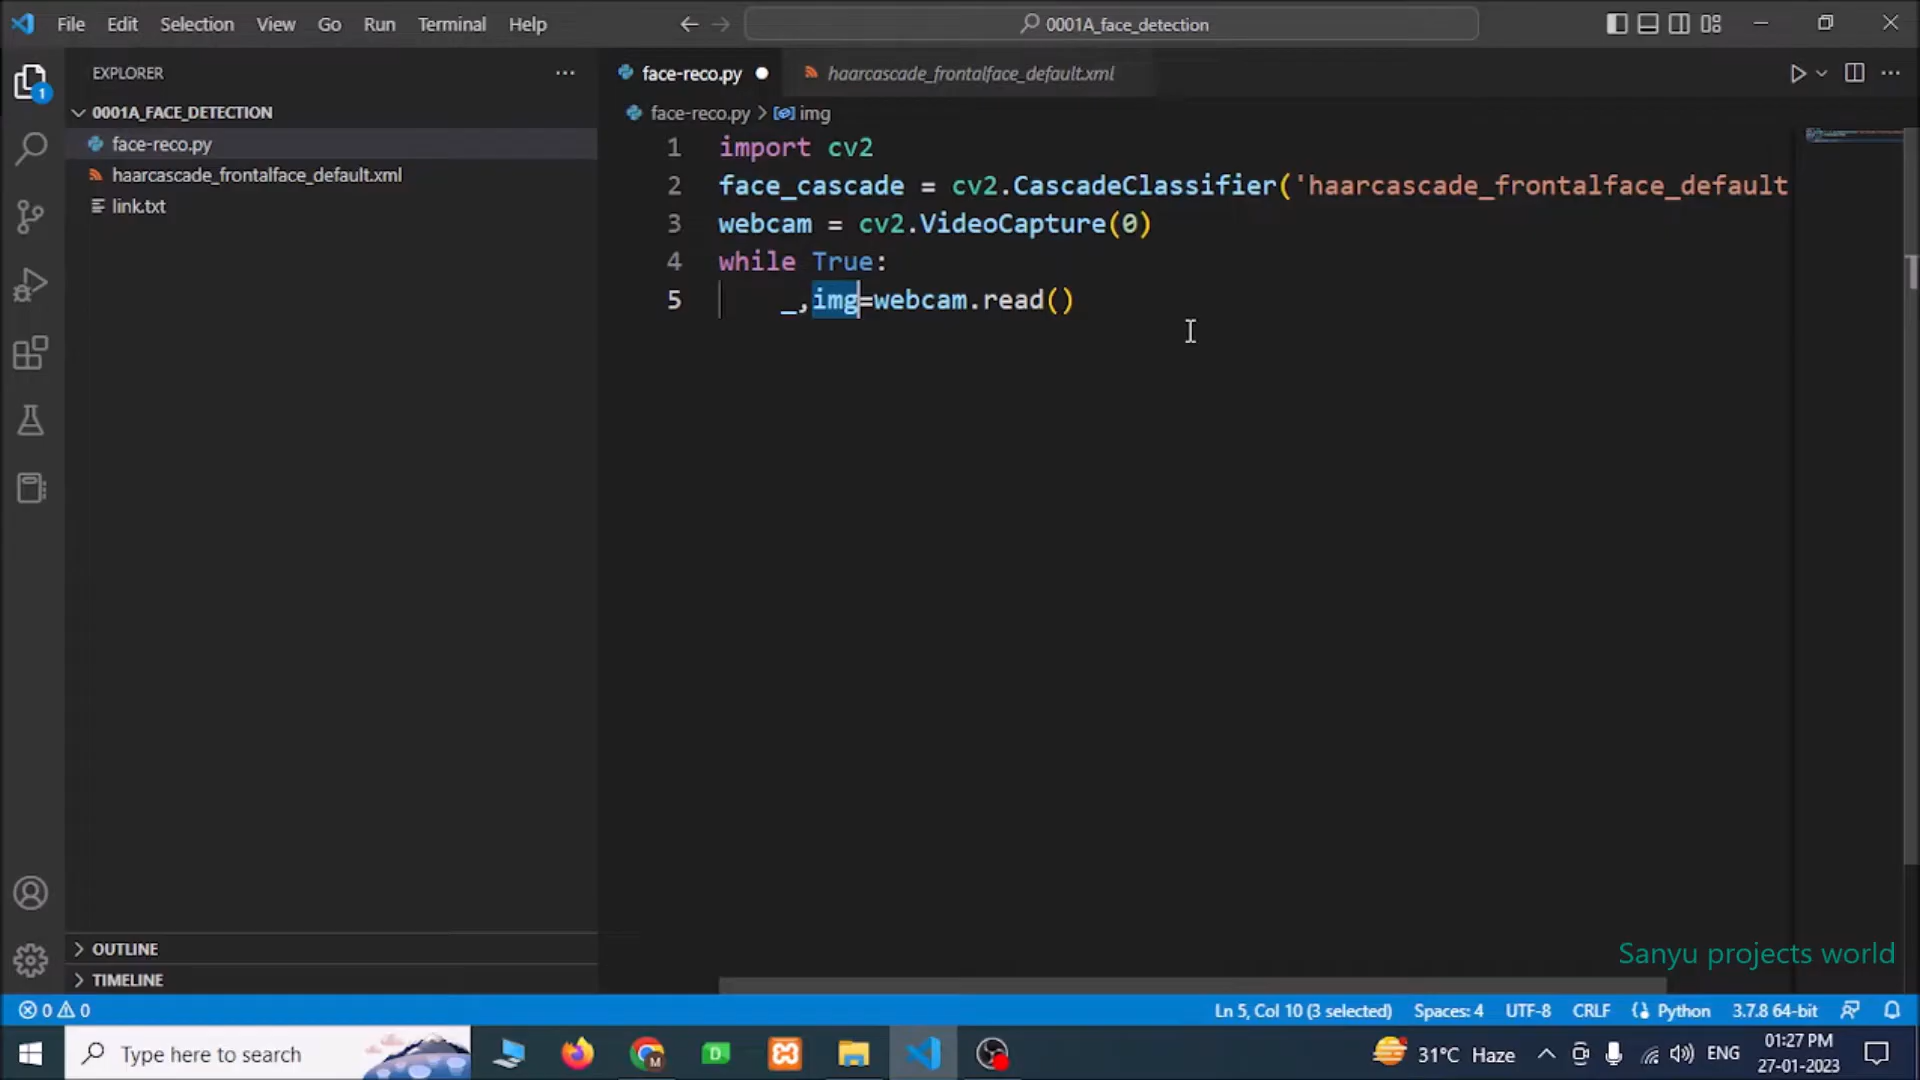 File Edit Selection View Go Run Terminal Help
0001A_face_detection
EXPLORER
0001A_FACE_DETECTION
face-reco.py
haarcascade_frontalface_default.xml
link.txt
OUTLINE
TIMELINE
1
face-reco.py
haarcascade_frontalface_default.xml
face-reco.py > img
1 import cv2
2 face_cascade = cv2.CascadeClassifier('haarcascade_frontalface_default
3 webcam = cv2.VideoCapture(0)
4 while True:
5 _,img=webcam.read()
Sanyu projects world
0 0
Ln 5, Col 10 (3 selected) Spaces: 4 UTF-8 CRLF Python 3.7.8 64-bit
Type here to search
M
D
31°C Haze
ENG
01:27 PM
27-01-2023